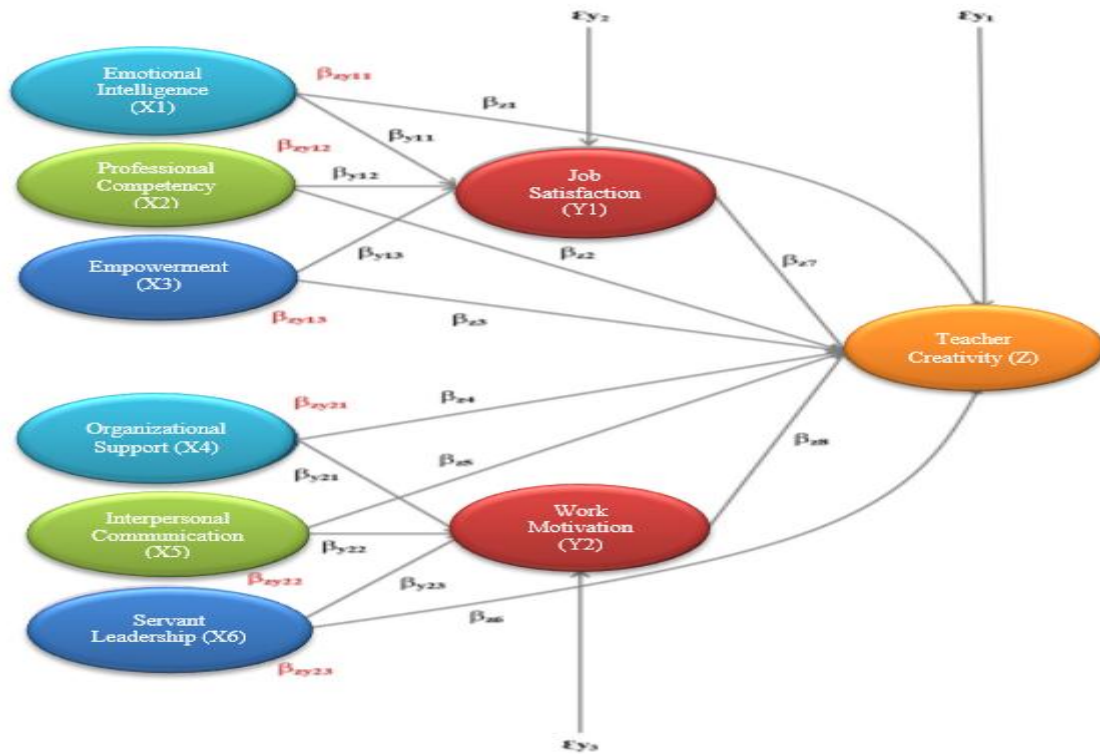 εy₂
εy₁
Emotional
Intelligence
(X1)
βzy11
βz1
βy11
Professional
Competency
(X2)
βzy12
βy12
Job
Satisfaction
(Y1)
βy13
βz2
βz7
Empowerment
(X3)
βzy13
βz3
Teacher
Creativity (Z)
Organizational
Support (X4)
βzy21
βz4
βy21
βz5
βz8
Interpersonal
Communication
(X5)
βy22
Work
Motivation
(Y2)
βzy22
βy23
Servant
Leadership (X6)
βz6
βzy23
εy₃